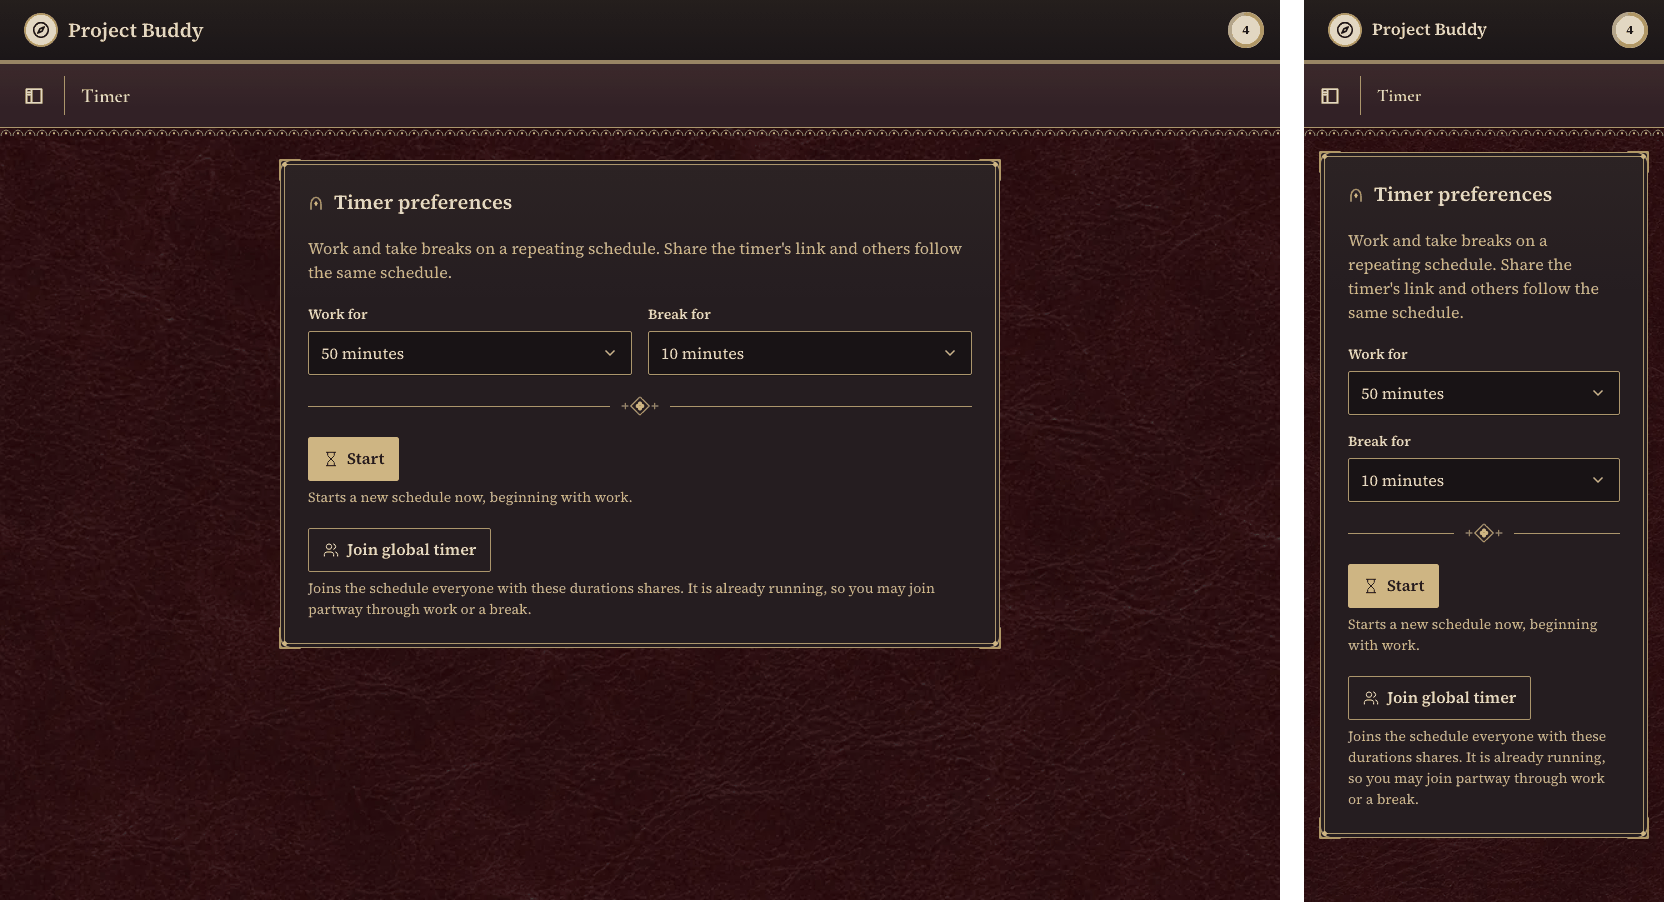 Project Buddy
4
Timer
Timer preferences
Work and take breaks on a repeating schedule. Share the timer's link and others follow
the same schedule.
Work for
Break for
50 minutes
10 minutes
Start
Starts a new schedule now, beginning with work.
Join global timer
Joins the schedule everyone with these durations shares. It is already running, so you may join
partway through work or a break.
Project Buddy
4
Timer
Timer preferences
Work and take breaks on a
repeating schedule. Share the
timer's link and others follow the
same schedule.
Work for
50 minutes
Break for
10 minutes
Start
Starts a new schedule now, beginning
with work.
Join global timer
Joins the schedule everyone with these
durations shares. It is already running,
so you may join partway through work
or a break.